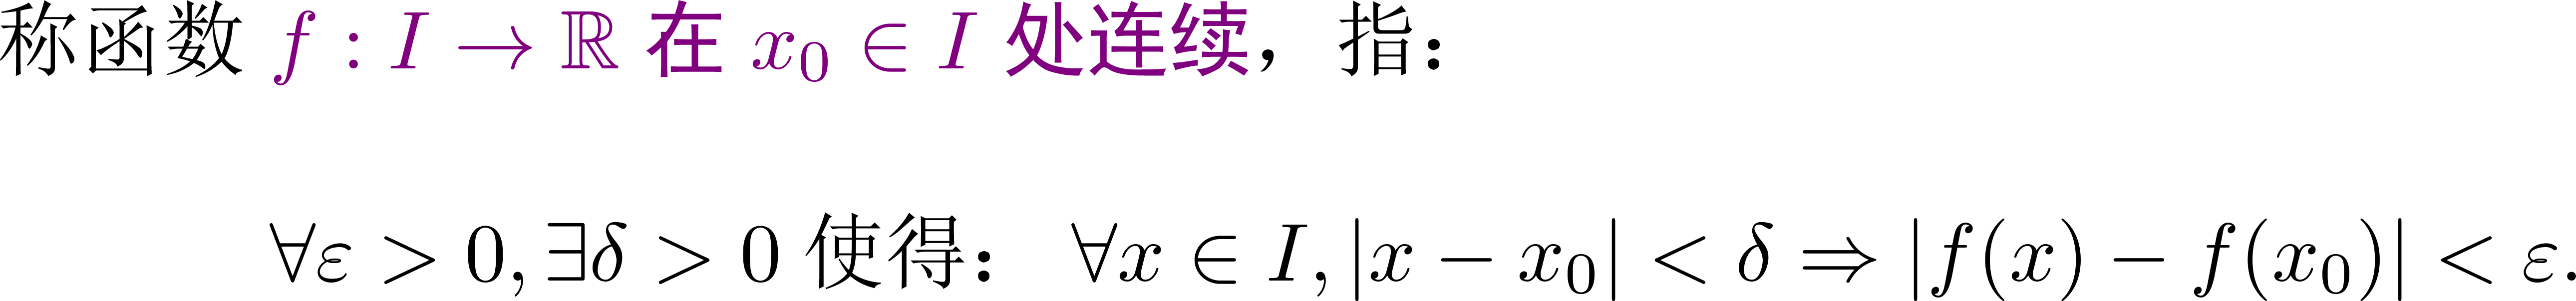 称函数 f : I → ℝ 在 x₀ ∈ I 处连续，指：
∀ε > 0, ∃δ > 0 使得： ∀x ∈ I, |x − x₀| < δ ⇒ |f(x) − f(x₀)| < ε.